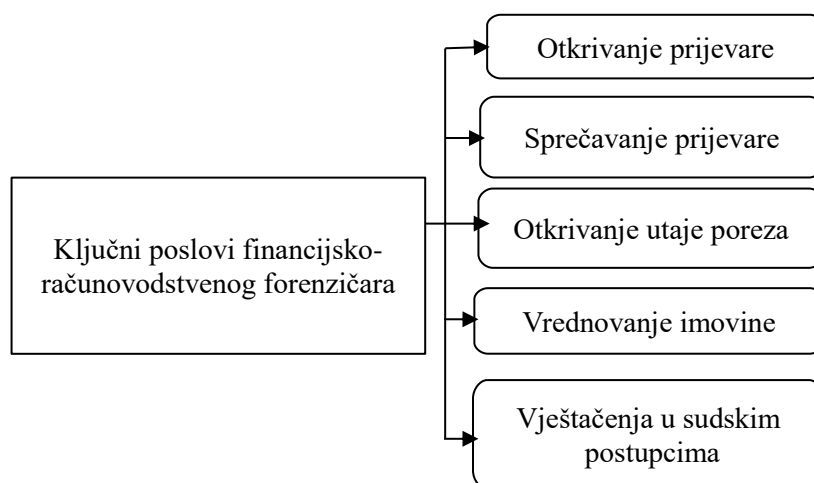 Ključni poslovi financijsko-
računovodstvenog forenzičara
Otkrivanje prijevare
Sprečavanje prijevare
Otkrivanje utaje poreza
Vrednovanje imovine
Vještačenja u sudskim
postupcima